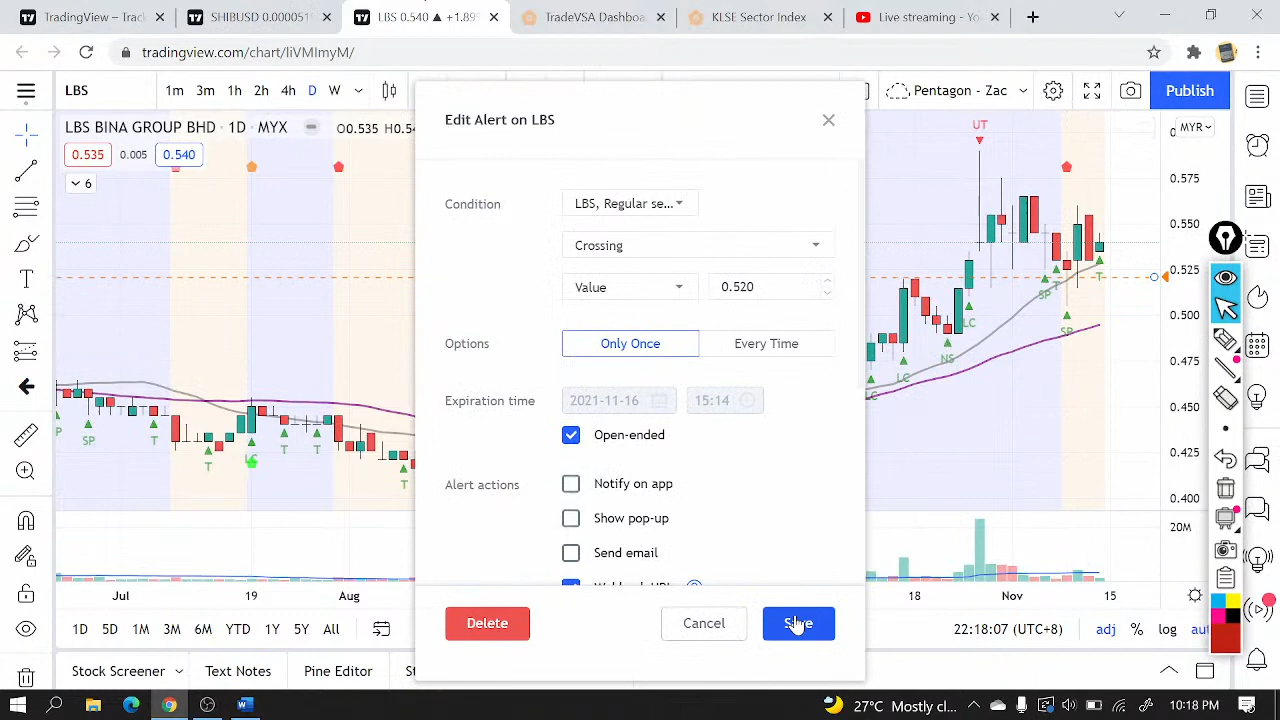 TradingView — Track
SHIBUSD 0.000051
LBS 0.540 ▲ +1.89
TradeVSA Dashboa
KLSE Sector Index
Live streaming - Yo
tradingview.com/chart/liVMImyM/
LBS
1m 3m 1h 2h 4h D W
Pentagon - Zac
Publish
LBS BINA GROUP BHD · 1D · MYX
O0.535 H0.54
0.535 0.005 0.540
6
MYR
UT
0.575
0.550
0.525
0.500
0.475
0.450
0.425
0.400
20M
SP
T
SP
T
LC
NS
LC
LC
P
SP
T
T
LC
T
T
T
Edit Alert on LBS
Condition
LBS, Regular se...
Crossing
Value
0.520
Options
Only Once
Every Time
Expiration time
2021-11-16
15:14
Open-ended
Alert actions
Notify on app
Show pop-up
Send email
Delete
Cancel
Save
Jul 19 Aug 18 Nov 15
1D 5D 1M 3M 6M YTD 1Y 5Y All
22:18:07 (UTC+8)
adj % log
Stock Screener
Text Notes
Pine Editor
27°C Mostly cl...
10:18 PM